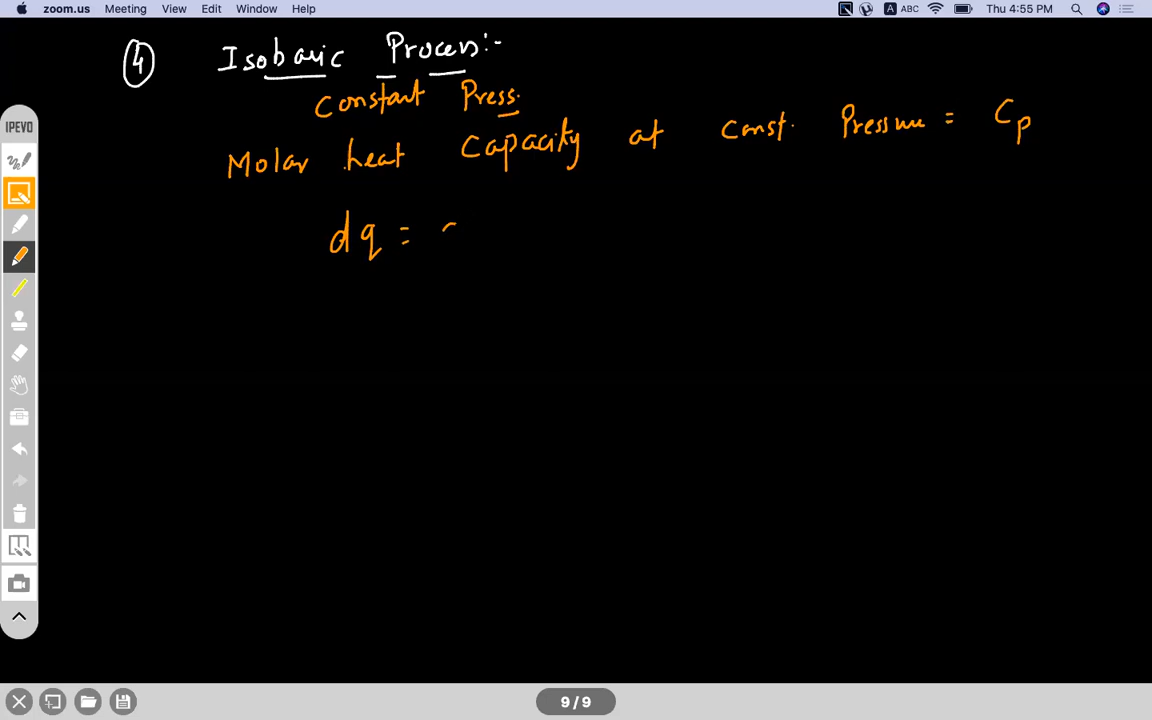 zoom.us Meeting View Edit Window Help A ABC Thu 4:55 PM
④ Isobaric Process:-
Constant Press.
Molar heat Capacity at const. Pressure = Cp
IPEVO
dq =
9 / 9